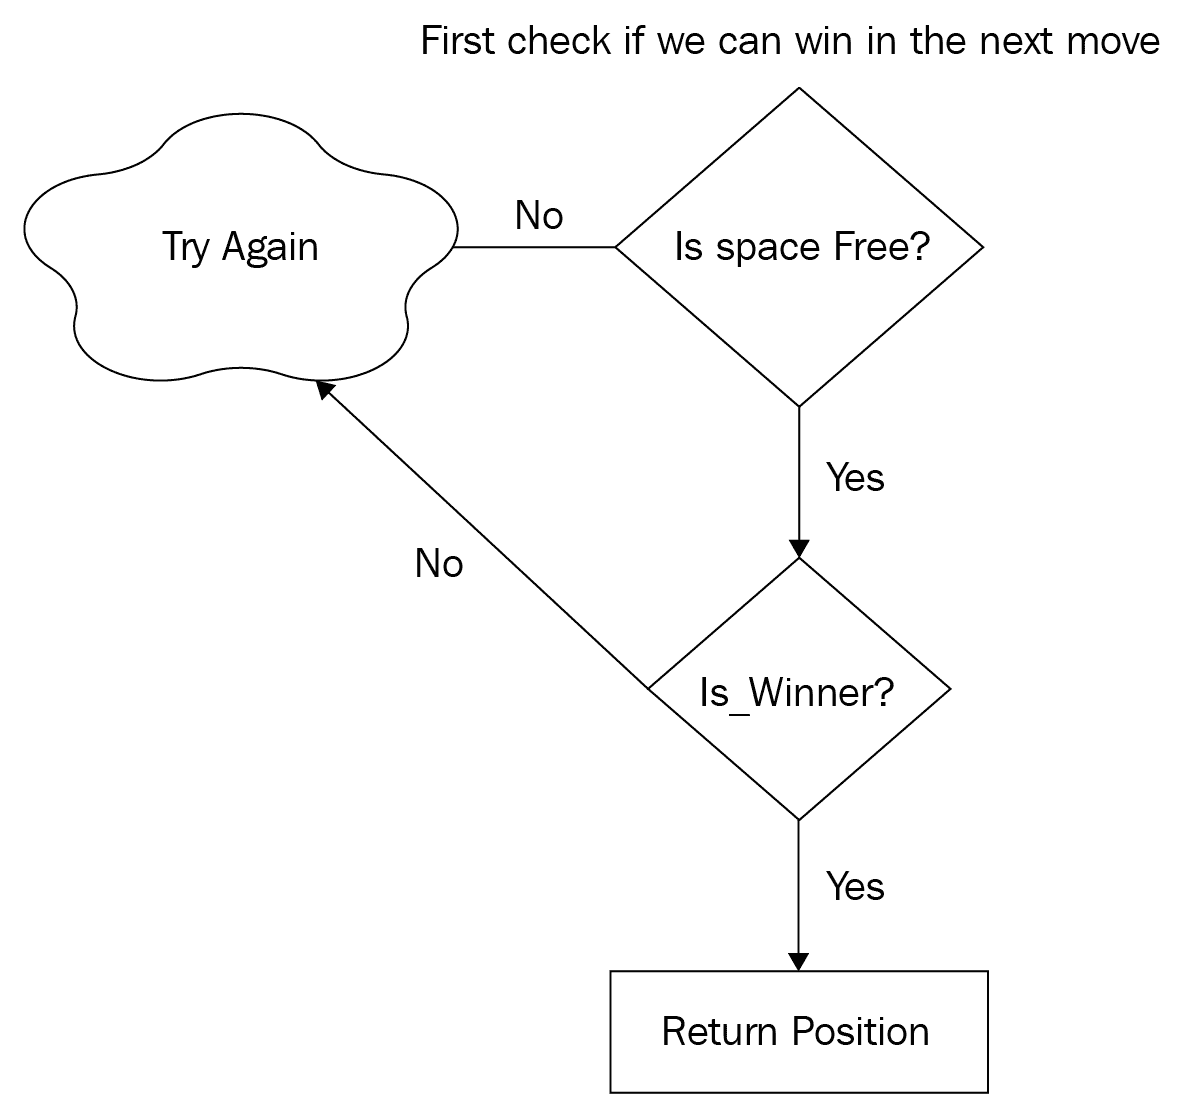 First check if we can win in the next move
Try Again
No
Is space Free?
Yes
No
Is_Winner?
Yes
Return Position